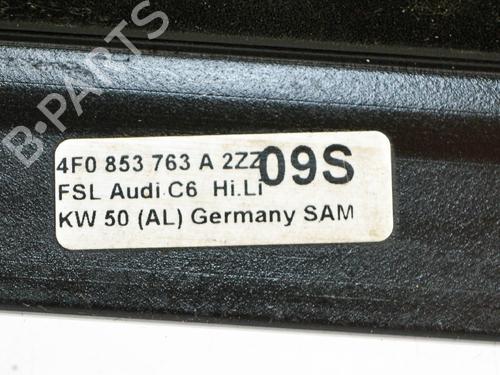 B-PARTS
4F0 853 763 A 2ZZ 09S
FSL Audi C6 Hi.Li
KW 50 (AL) Germany SAM